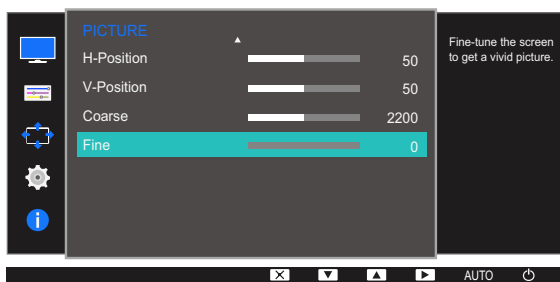 PICTURE
H-Position 50
V-Position 50
Coarse 2200
Fine 0
Fine-tune the screen
to get a vivid picture.
i
AUTO